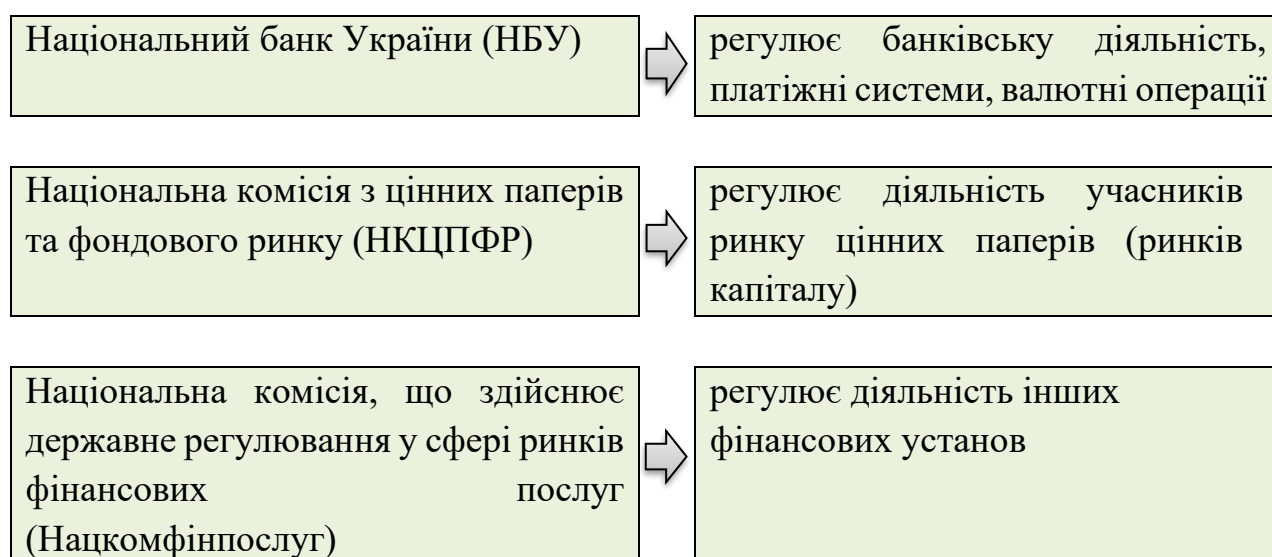 Національний банк України (НБУ)
регулює банківську діяльність,
платіжні системи, валютні операції
Національна комісія з цінних паперів
та фондового ринку (НКЦПФР)
регулює діяльність учасників
ринку цінних паперів (ринків
капіталу)
Національна комісія, що здійснює
державне регулювання у сфері ринків
фінансових послуг
(Нацкомфінпослуг)
регулює діяльність інших
фінансових установ